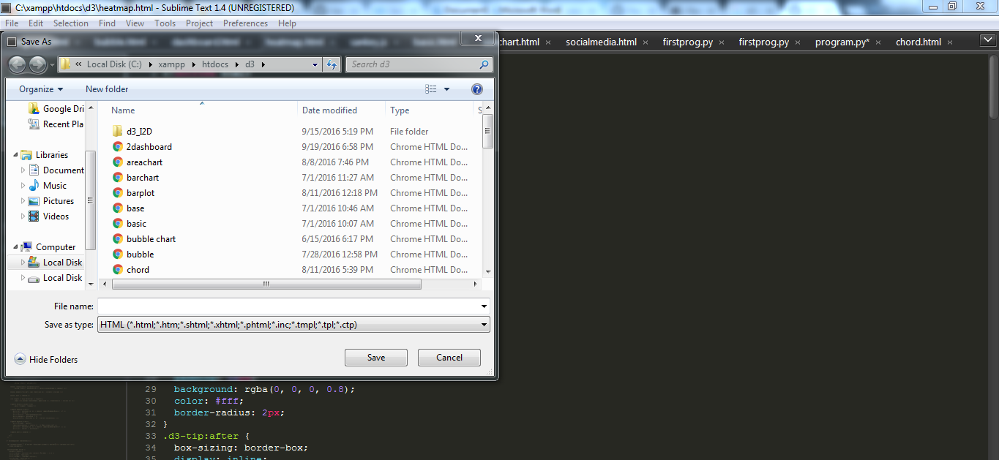 C:\xampp\htdocs\d3\heatmap.html - Sublime Text 1.4 (UNREGISTERED)
File Edit Selection Find View Tools Project Preferences Help
chart.html socialmedia.html firstprog.py firstprog.py program.py* chord.html
Save As
« Local Disk (C:) xampp htdocs d3 Search d3
Organize New folder
Name Date modified Type S
Google Dri
Recent Pla
Libraries
Document
Music
Pictures
Videos
Computer
Local Disk
Local Disk
d3_I2D 9/15/2016 5:19 PM File folder
2dashboard 9/19/2016 6:58 PM Chrome HTML Do...
areachart 8/8/2016 7:46 PM Chrome HTML Do...
barchart 7/1/2016 11:27 AM Chrome HTML Do...
barplot 8/11/2016 12:18 PM Chrome HTML Do...
base 7/1/2016 10:46 AM Chrome HTML Do...
basic 7/1/2016 10:07 AM Chrome HTML Do...
bubble chart 6/15/2016 6:17 PM Chrome HTML Do...
bubble 7/28/2016 12:58 PM Chrome HTML Do...
chord 8/11/2016 5:39 PM Chrome HTML Do...
File name:
Save as type: HTML (*.html;*.htm;*.shtml;*.xhtml;*.phtml;*.inc;*.tmpl;*.tpl;*.ctp)
Hide Folders Save Cancel
29 background: rgba(0, 0, 0, 0.8);
30 color: #fff;
31 border-radius: 2px;
32 }
33 .d3-tip:after {
34 box-sizing: border-box;
35 display: inline;